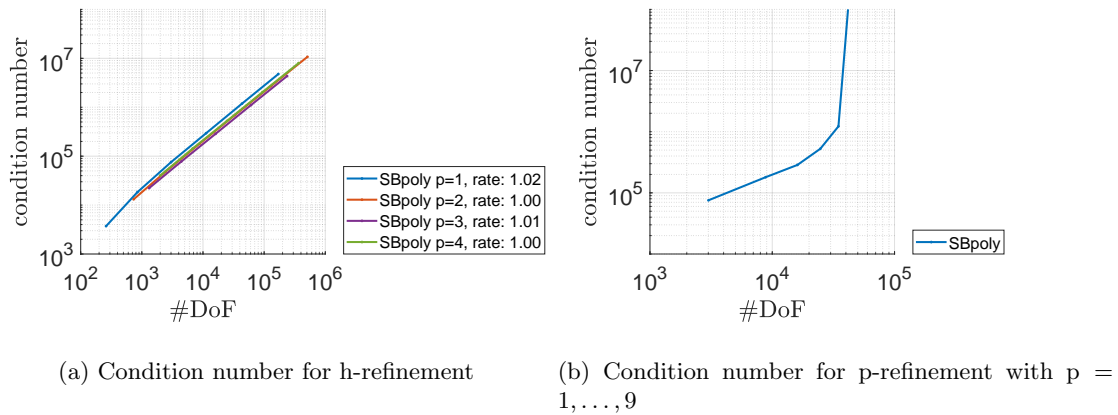 condition number
10^7
10^5
10^3
10^2
10^3
10^4
10^5
10^6
#DoF
SBpoly p=1, rate: 1.02
SBpoly p=2, rate: 1.00
SBpoly p=3, rate: 1.01
SBpoly p=4, rate: 1.00
(a) Condition number for h-refinement
condition number
10^7
10^5
10^3
10^4
10^5
#DoF
SBpoly
(b) Condition number for p-refinement with p =
1, . . . , 9